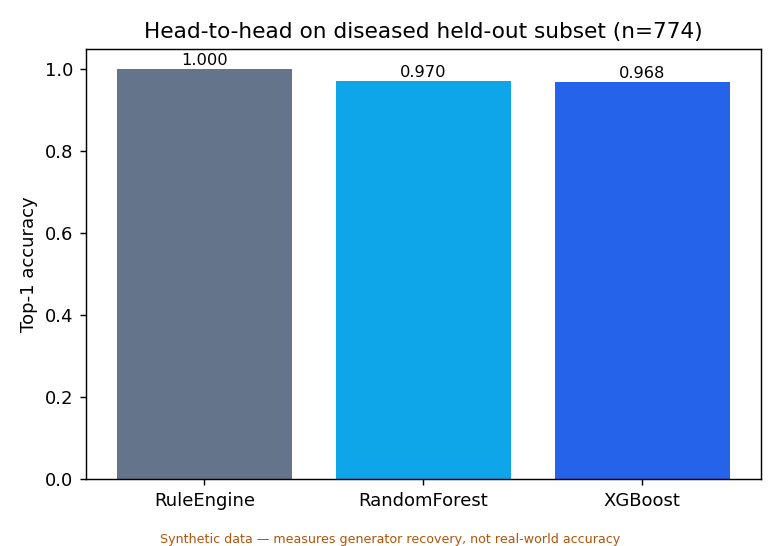 Head-to-head on diseased held-out subset (n=774)
1.000
0.970
0.968
1.0
0.8
0.6
0.4
0.2
0.0
Top-1 accuracy
RuleEngine
RandomForest
XGBoost
Synthetic data — measures generator recovery, not real-world accuracy